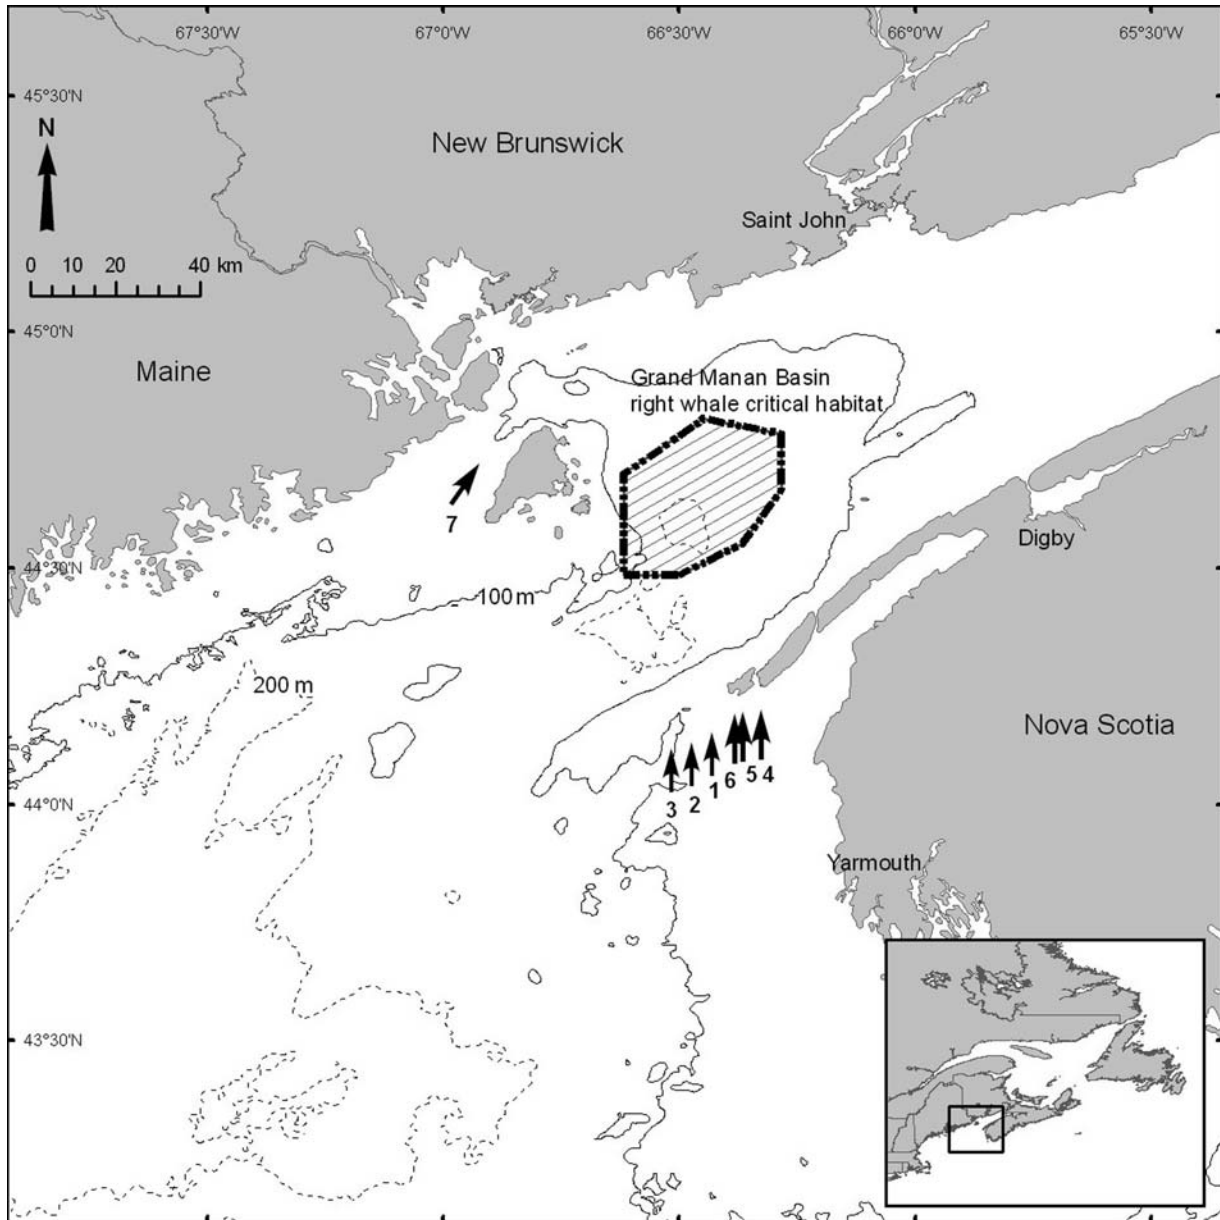 67°30'W 67°0'W 66°30'W 66°0'W 65°30'W
45°30'N
N
New Brunswick
Saint John
0 10 20 40 km
45°0'N
Maine
Grand Manan Basin
right whale critical habitat
7
Digby
44°30'N
100 m
200 m
Nova Scotia
3 2 1 6 5 4
44°0'N
Yarmouth
43°30'N